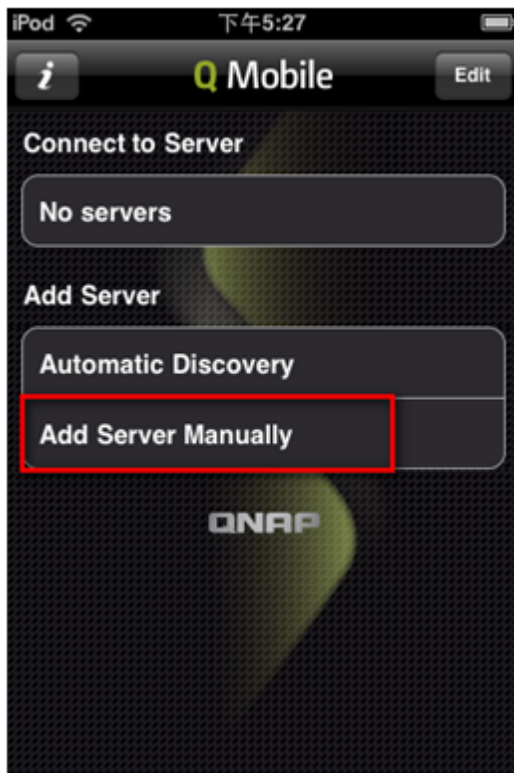 iPod 下午5:27
i Q Mobile Edit
Connect to Server
No servers
Add Server
Automatic Discovery
Add Server Manually
QNAP